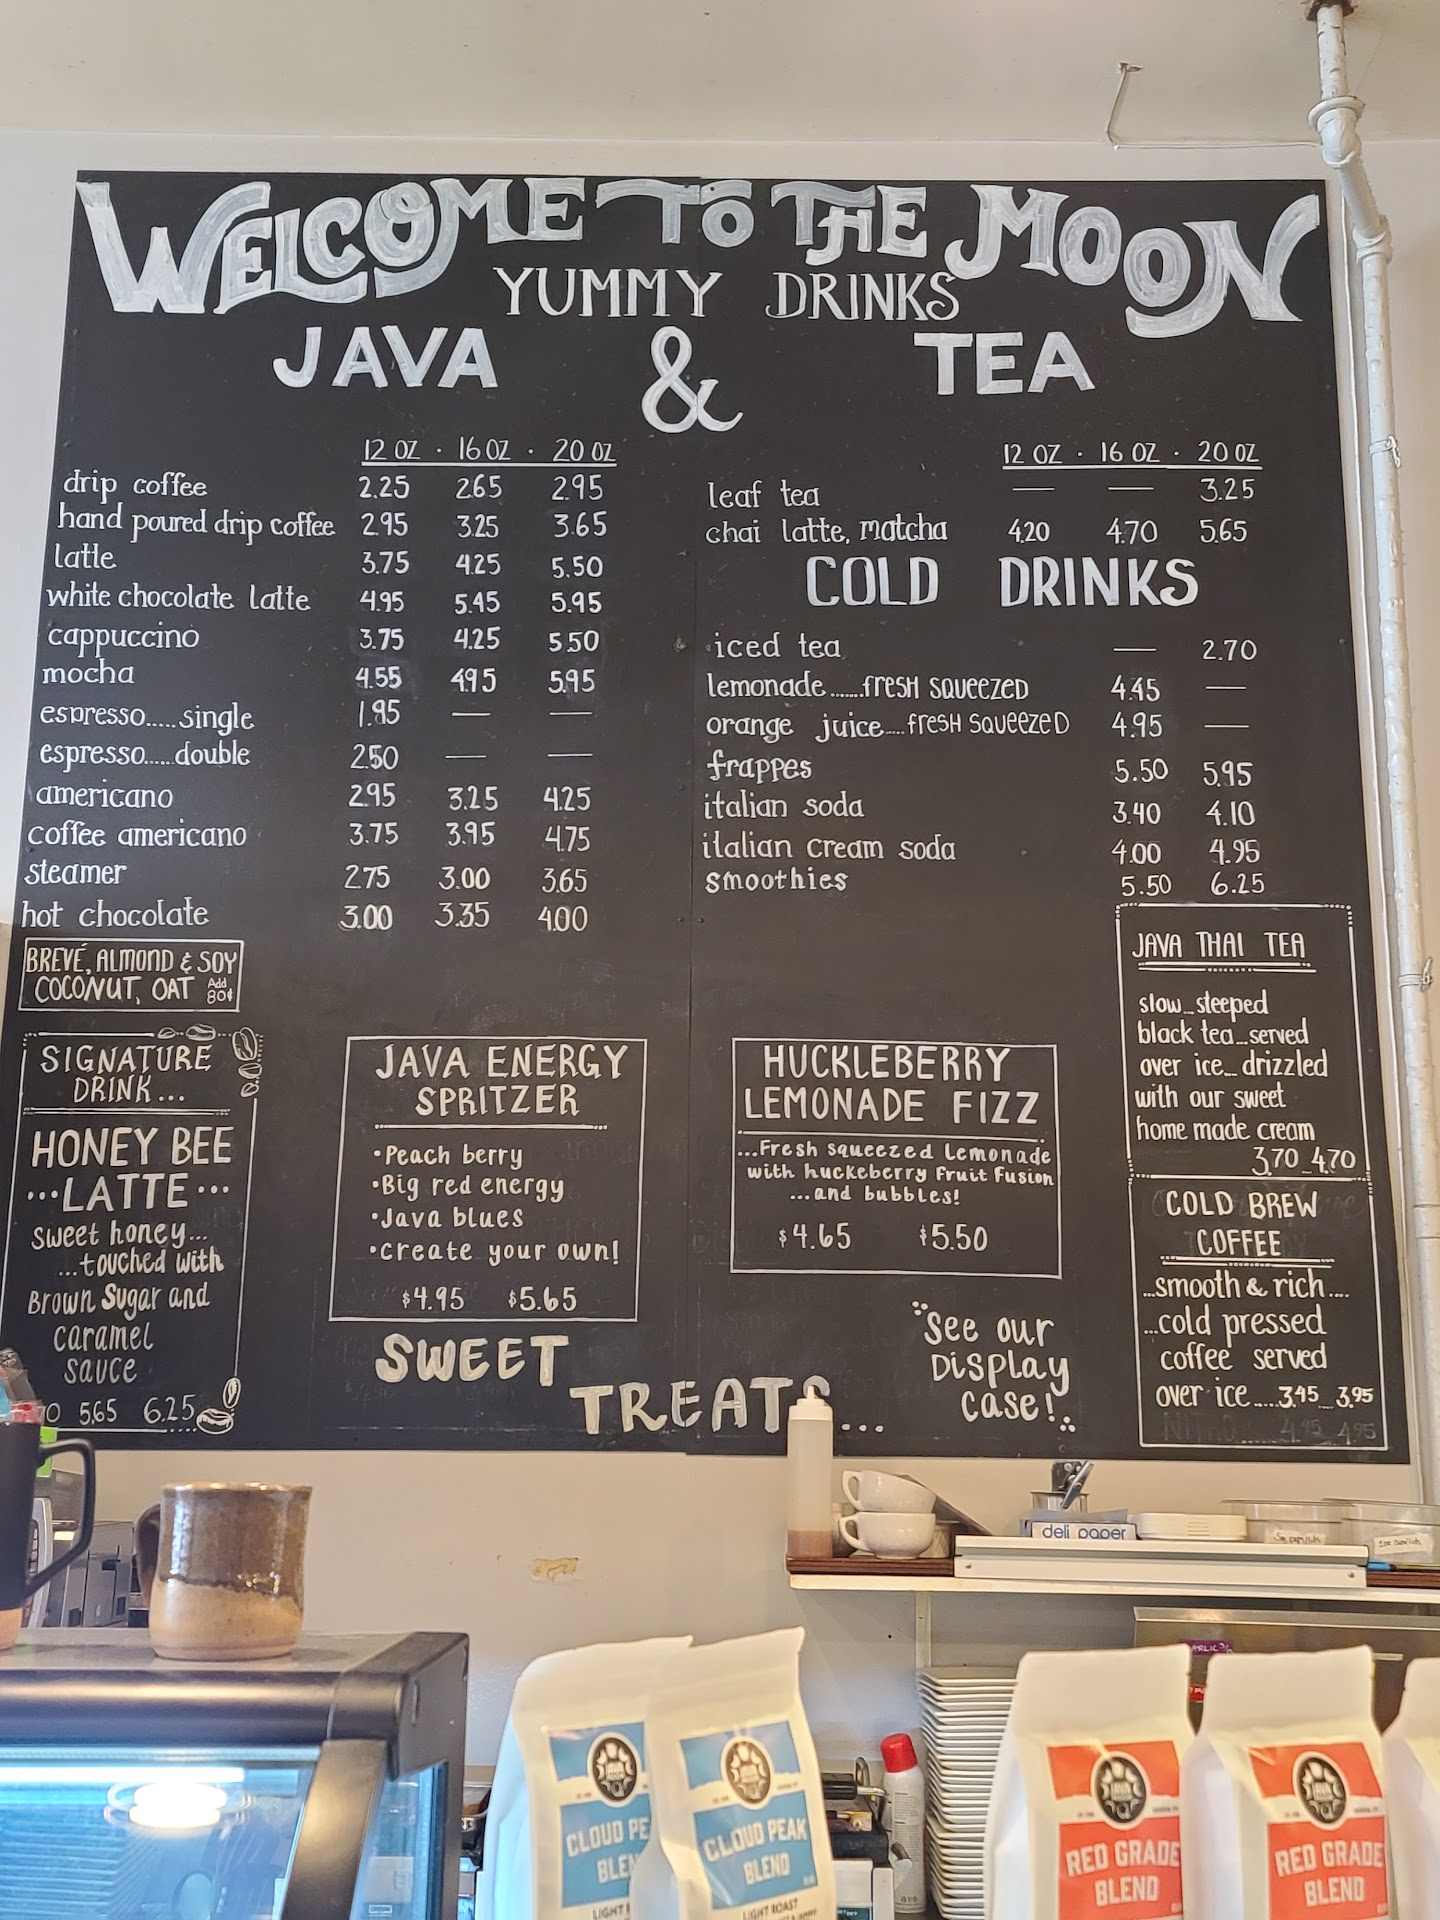 WELCOME TO THE MOON
YUMMY DRINKS
JAVA & TEA
12 OZ · 16 OZ · 20 OZ
drip coffee 2.25 2.65 2.95
hand poured drip coffee 2.95 3.25 3.65
latte 3.75 4.25 5.50
white chocolate latte 4.95 5.45 5.95
cappuccino 3.75 4.25 5.50
mocha 4.55 4.95 5.95
espresso.....single 1.85 — —
espresso......double 2.50 — —
americano 2.95 3.25 4.25
coffee americano 3.75 3.95 4.75
steamer 2.75 3.00 3.65
hot chocolate 3.00 3.35 4.00
BREVÉ, ALMOND & SOY
COCONUT, OAT Add 80¢
SIGNATURE
DRINK...
HONEY BEE
...LATTE...
sweet honey...
...touched with
Brown Sugar and
caramel
sauce
5.65 6.25
JAVA ENERGY
SPRITZER
•Peach berry
•Big red energy
•Java blues
•create your own!
$4.95 $5.65
12 OZ · 16 OZ · 20 OZ
leaf tea — — 3.25
chai latte, matcha 4.20 4.70 5.65
COLD DRINKS
iced tea — 2.70
lemonade.......fresh squeezed 4.45 —
orange juice.....fresh squeezed 4.95 —
frappes 5.50 5.95
italian soda 3.40 4.10
italian cream soda 4.00 4.95
smoothies 5.50 6.25
HUCKLEBERRY
LEMONADE FIZZ
...Fresh squeezed Lemonade
with huckeberry Fruit Fusion
...and bubbles!
$4.65 $5.50
JAVA THAI TEA
slow...steeped
black tea...served
over ice...drizzled
with our sweet
home made cream
3.70 4.70
COLD BREW
COFFEE
...smooth & rich....
...cold pressed
coffee served
over ice.....3.45 3.95
NITRO...... 4.45 4.95
SWEET
TREATS...
See our
Display
case!
deli paper
CLOUD PE
BLEN
LIGHT
CLOUD PEAK
BLEND
LIGHT ROAST
RED GRADE
BLEND
RED GRADE
BLEND